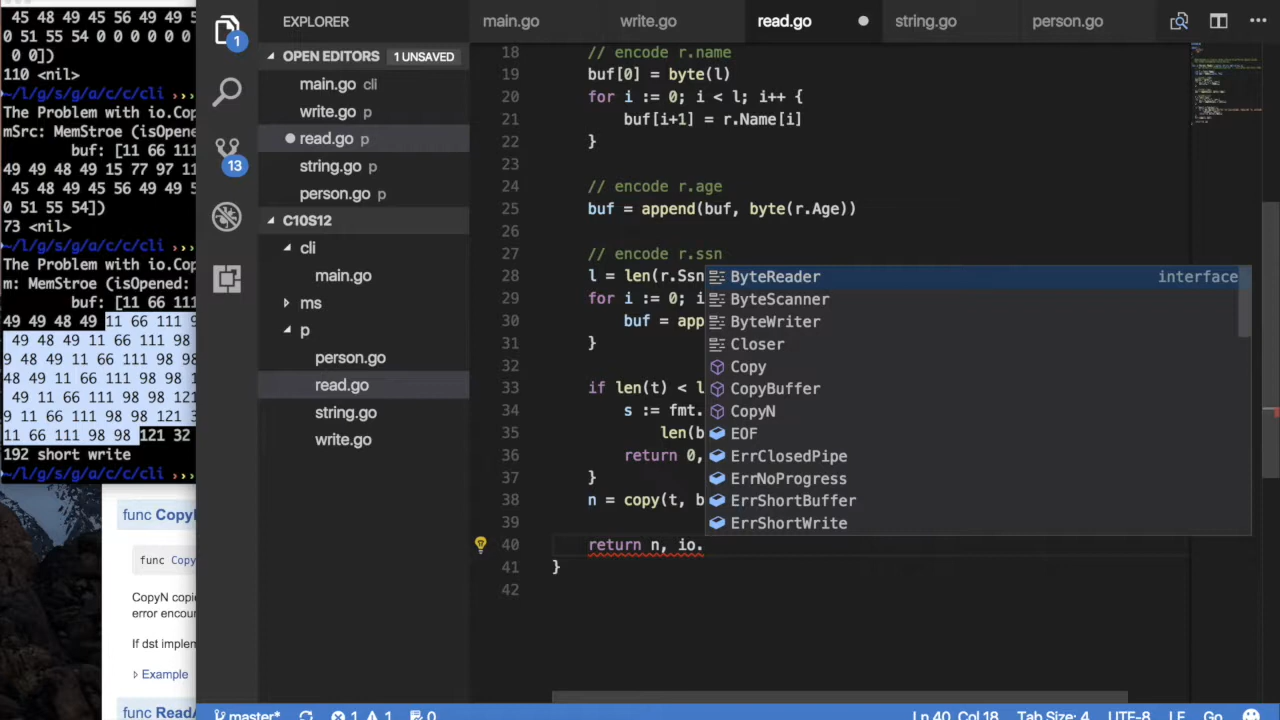 45 48 49 45 56 49 49 5
0 51 55 54 0 0 0 0 0 0
0 0])
110 <nil>
~/l/g/s/g/a/c/c/cli
The Problem with io.Cop
mSrc: MemStroe (isOpene
buf: [11 66 111
49 49 48 49 15 77 97 11
45 48 49 45 56 49 49 5
0 51 55 54])
73 <nil>
~/l/g/s/g/a/c/c/cli
The Problem with io.Cop
m: MemStroe (isOpened:
buf: [11 66 111
49 49 48 49 11 66 111 9
49 48 49 11 66 111 98
9 48 49 11 66 111 98 98
48 49 11 66 111 98 98 1
49 11 66 111 98 98 121
9 11 66 111 98 98 121 3
11 66 111 98 98 121 32
192 short write
~/l/g/s/g/a/c/c/cli
func Copy
func Copy
CopyN copi
error encour
If dst implem
Example
func ReadA
1
13
EXPLORER
OPEN EDITORS 1 UNSAVED
main.go cli
write.go p
read.go p
string.go p
person.go p
C10S12
cli
main.go
ms
p
person.go
read.go
string.go
write.go
main.go write.go read.go string.go person.go
18 // encode r.name
19 buf[0] = byte(l)
20 for i := 0; i < l; i++ {
21 buf[i+1] = r.Name[i]
22 }
23
24 // encode r.age
25 buf = append(buf, byte(r.Age))
26
27 // encode r.ssn
28 l = len(r.Ssn
29 for i := 0; i
30 buf = app
31 }
32
33 if len(t) < l
34 s := fmt.
35 len(b
36 return 0,
37 }
38 n = copy(t, b
39
40 return n, io.
41 }
42
ByteReader interface
ByteScanner
ByteWriter
Closer
Copy
CopyBuffer
CopyN
EOF
ErrClosedPipe
ErrNoProgress
ErrShortBuffer
ErrShortWrite
master* 1 1 0 Ln 40, Col 18 Tab Size: 4 LF Go